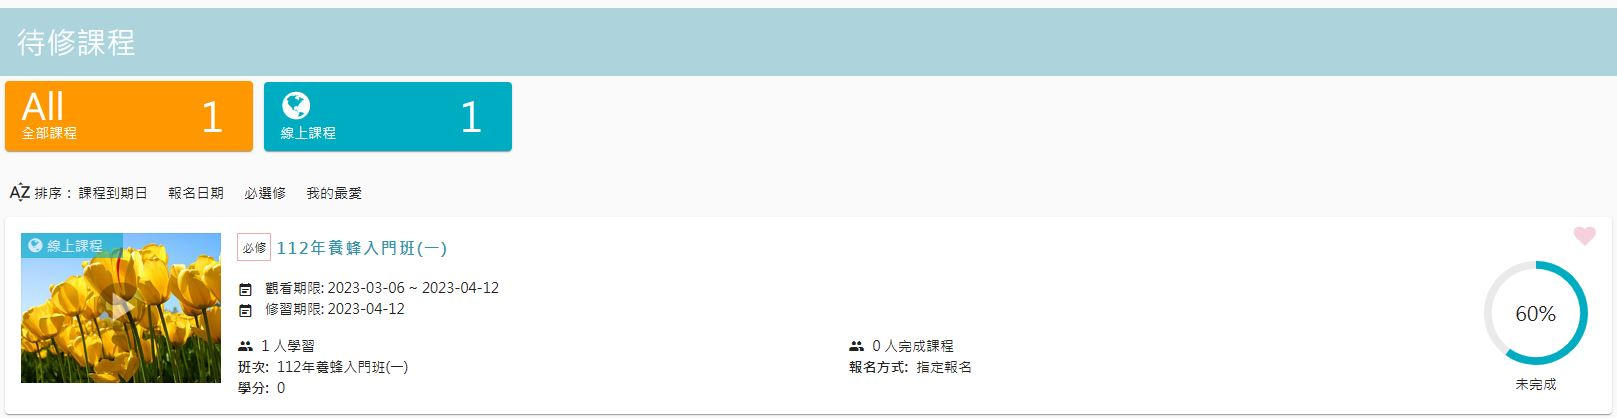 待修課程
All 1
全部課程
1
線上課程
AZ 排序： 課程到期日 報名日期 必選修 我的最愛
線上課程
必修 112年養蜂入門班(一)
觀看期限: 2023-03-06 ~ 2023-04-12
修習期限: 2023-04-12
60%
1 人學習 0 人完成課程
班次: 112年養蜂入門班(一) 報名方式: 指定報名
學分: 0 未完成